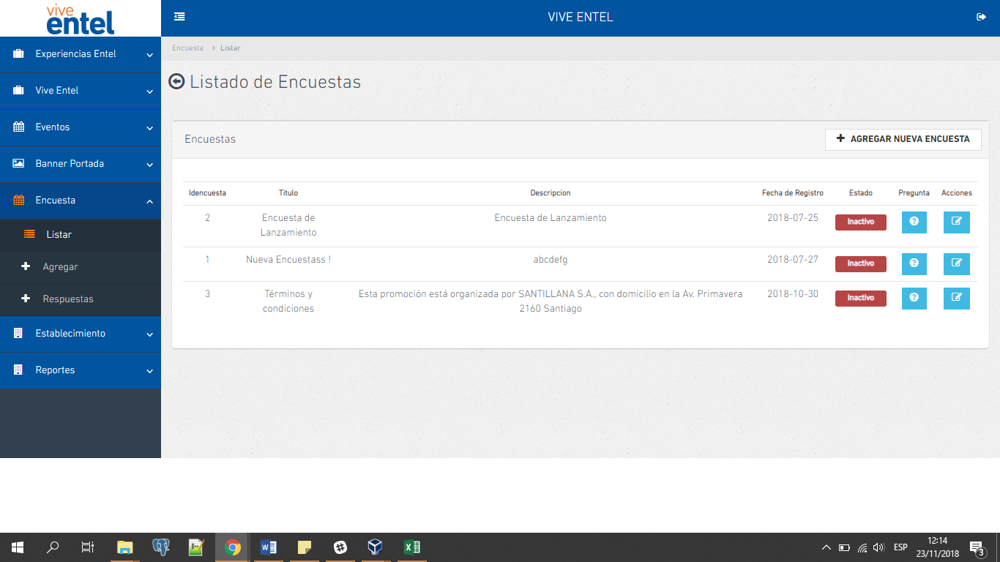 vive
entel
VIVE ENTEL
Encuesta > Listar
Experiencias Entel
Vive Entel
Eventos
Banner Portada
Encuesta
Listar
Agregar
Respuestas
Establecimiento
Reportes
Listado de Encuestas
Encuestas
AGREGAR NUEVA ENCUESTA
Idencuesta Titulo Descripcion Fecha de Registro Estado Pregunta Acciones
2 Encuesta de Encuesta de Lanzamiento 2018-07-25 Inactivo
Lanzamiento
1 Nueva Encuestass ! abcdefg 2018-07-27 Inactivo
3 Términos y Esta promoción está organizada por SANTILLANA S.A., con domicilio en la Av. Primavera 2018-10-30 Inactivo
condiciones 2160 Santiago
ESP
12:14
23/11/2018
3